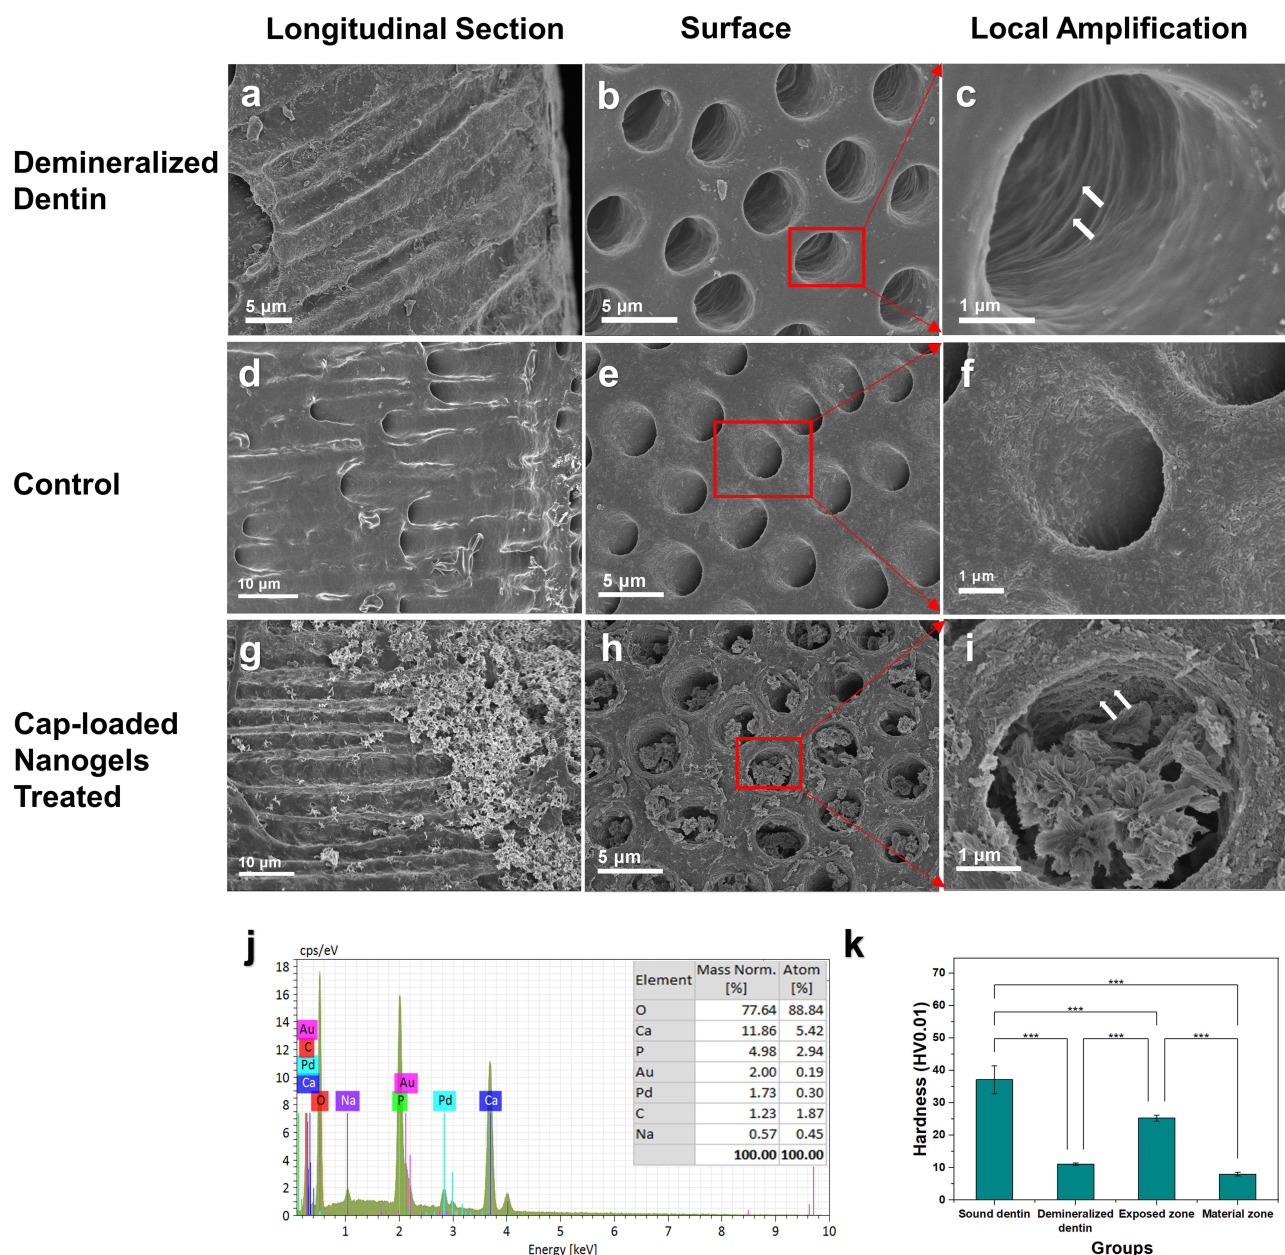 Longitudinal Section
Surface
Local Amplification
Demineralized
Dentin
a
5 μm
b
5 μm
c
1 μm
Control
d
10 μm
e
5 μm
f
1 μm
Cap-loaded
Nanogels
Treated
g
10 μm
h
5 μm
i
1 μm
j
cps/eV
18
16
14
12
10
8
6
4
2
0
Au
C
Pd
Ca
O
Na
Au
P
Pd
Ca
1 2 3 4 5 6 7 8 9 10
Energy [keV]
Element Mass Norm. [%] Atom [%]
O 77.64 88.84
Ca 11.86 5.42
P 4.98 2.94
Au 2.00 0.19
Pd 1.73 0.30
C 1.23 1.87
Na 0.57 0.45
100.00 100.00
k
Hardness (HV0.01)
70
60
50
40
30
20
10
0
***
***
*** *** ***
Sound dentin
Demineralized
dentin
Exposed zone
Material zone
Groups